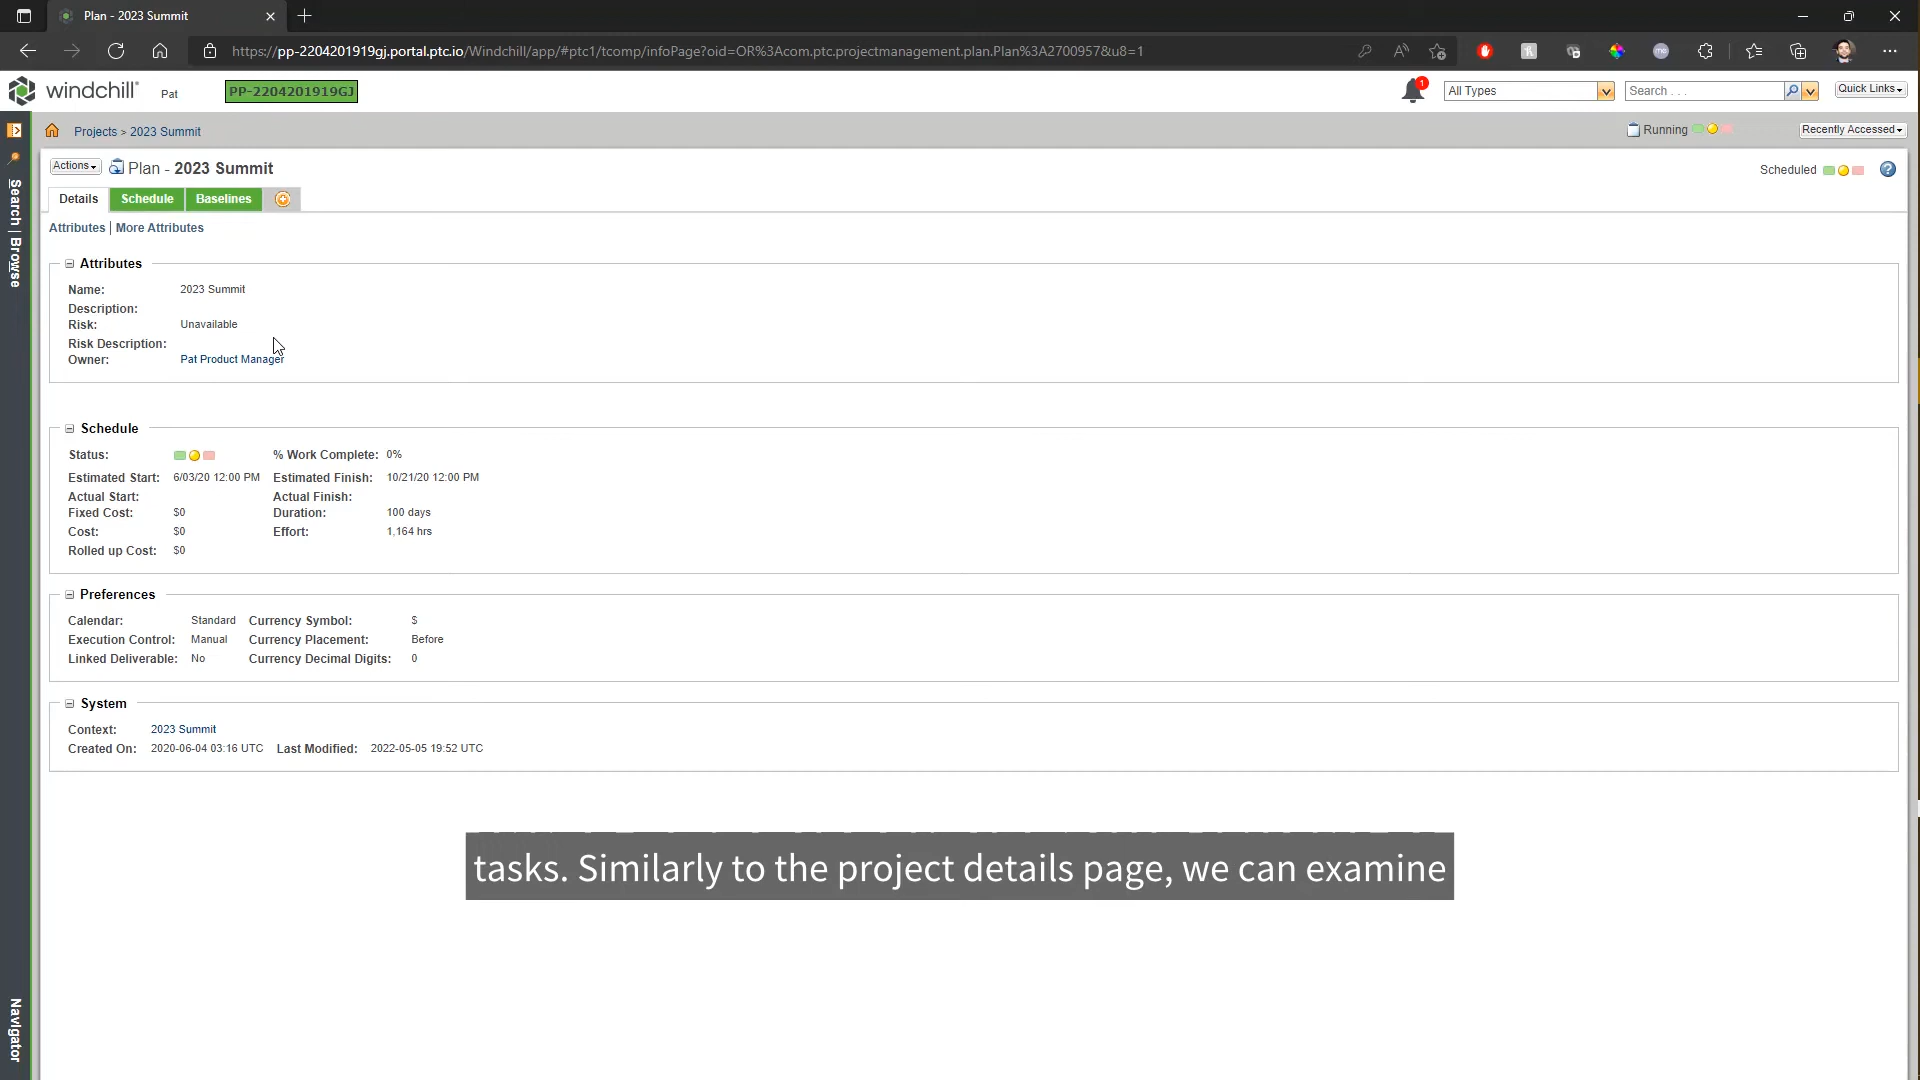 Plan - 2023 Summit
https://pp-2204201919gj.portal.ptc.io/Windchill/app/#ptc1/tcomp/infoPage?oid=OR%3Acom.ptc.projectmanagement.plan.Plan%3A2700957&u8=1
windchill Pat PP-2204201919GJ 1 All Types Search . . . Quick Links
Projects > 2023 Summit Running Recently Accessed
Actions Plan - 2023 Summit Scheduled
Details Schedule Baselines
Attributes | More Attributes
Search | Browse
Attributes
Name: 2023 Summit
Description:
Risk: Unavailable
Risk Description:
Owner: Pat Product Manager
Schedule
Status: % Work Complete: 0%
Estimated Start: 6/03/20 12:00 PM Estimated Finish: 10/21/20 12:00 PM
Actual Start: Actual Finish:
Fixed Cost: $0 Duration: 100 days
Cost: $0 Effort: 1,164 hrs
Rolled up Cost: $0
Preferences
Calendar: Standard Currency Symbol: $
Execution Control: Manual Currency Placement: Before
Linked Deliverable: No Currency Decimal Digits: 0
System
Context: 2023 Summit
Created On: 2020-06-04 03:16 UTC Last Modified: 2022-05-05 19:52 UTC
tasks. Similarly to the project details page, we can examine
Navigator